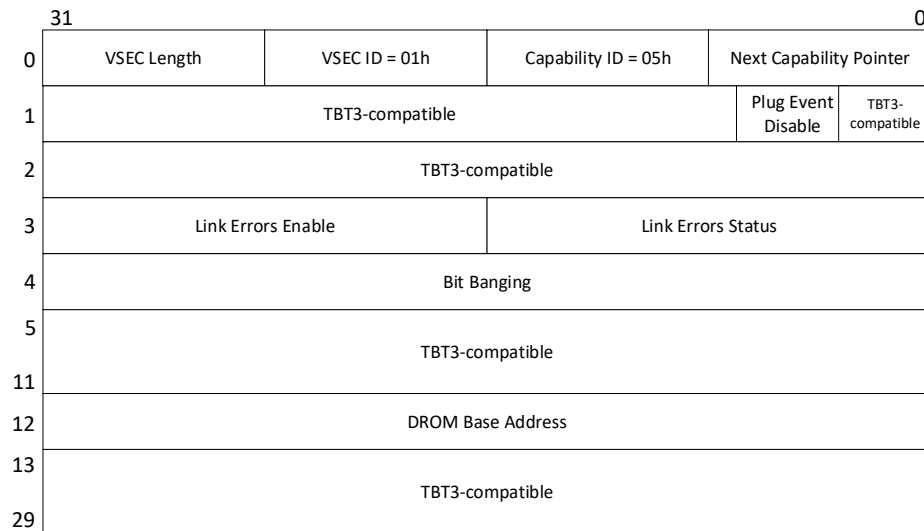 31 0
0 VSEC Length VSEC ID = 01h Capability ID = 05h Next Capability Pointer
1 TBT3-compatible Plug Event Disable TBT3-compatible
2 TBT3-compatible
3 Link Errors Enable Link Errors Status
4 Bit Banging
5
TBT3-compatible
11
12 DROM Base Address
13
TBT3-compatible
29